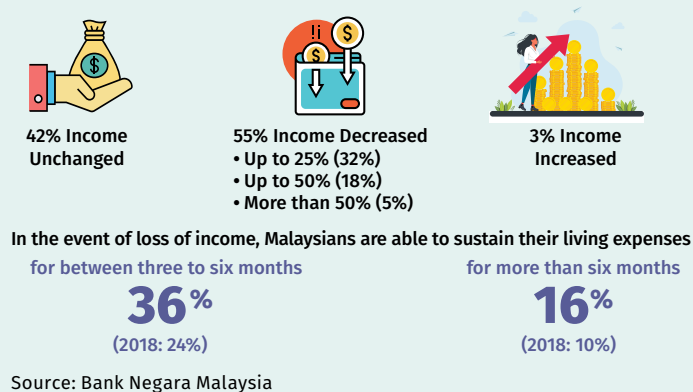 42% Income
Unchanged
55% Income Decreased
• Up to 25% (32%)
• Up to 50% (18%)
• More than 50% (5%)
3% Income
Increased
In the event of loss of income, Malaysians are able to sustain their living expenses
for between three to six months
36%
(2018: 24%)
for more than six months
16%
(2018: 10%)
Source: Bank Negara Malaysia